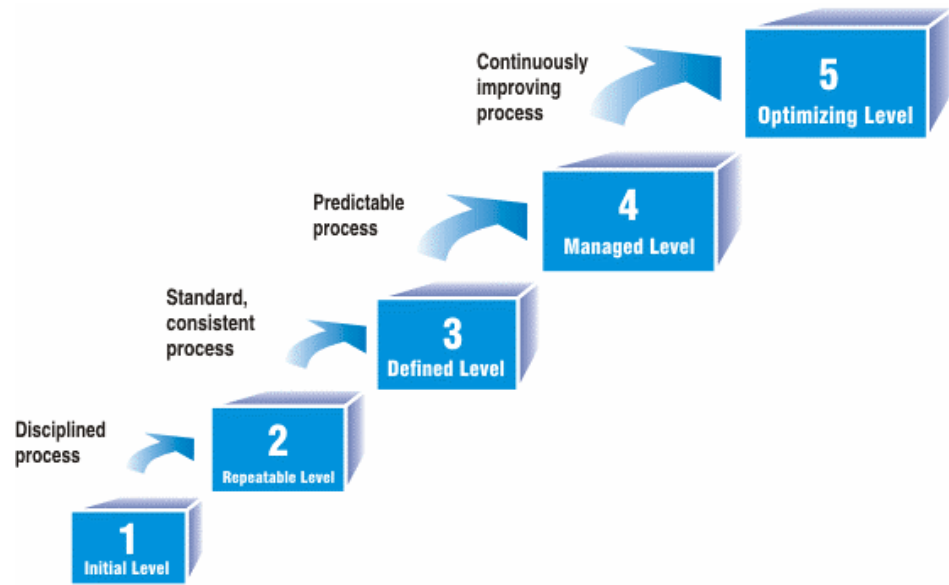 Continuously
improving
process
5
Optimizing Level
Predictable
process
4
Managed Level
Standard,
consistent
process
3
Defined Level
Disciplined
process
2
Repeatable Level
1
Initial Level